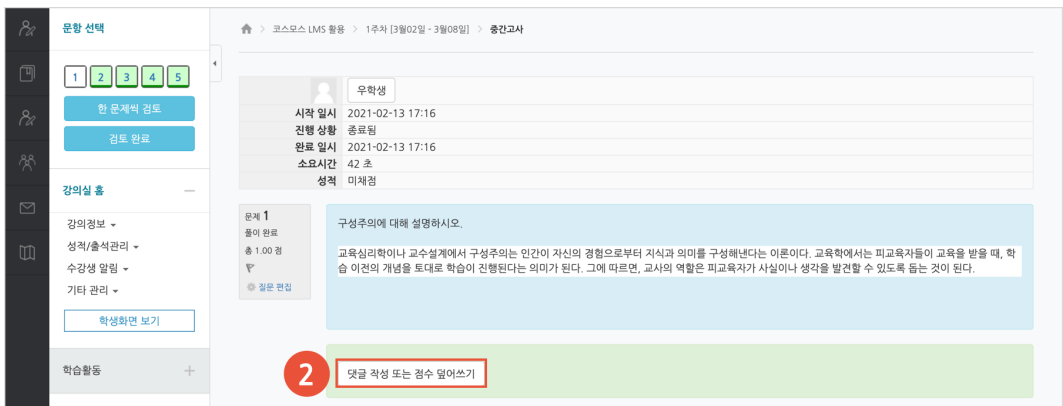 문항 선택
1 2 3 4 5
한 문제씩 검토
검토 완료
강의실 홈
강의정보
성적/출석관리
수강생 알림
기타 관리
학생화면 보기
학습활동
코스모스 LMS 활용 > 1주차 [3월02일 - 3월08일] > 중간고사
우학생
시작 일시 2021-02-13 17:16
진행 상황 종료됨
완료 일시 2021-02-13 17:16
소요시간 42 초
성적 미채점
문제 1
풀이 완료
총 1.00 점
질문 편집
구성주의에 대해 설명하시오.
교육심리학이나 교수설계에서 구성주의는 인간이 자신의 경험으로부터 지식과 의미를 구성해낸다는 이론이다. 교육학에서는 피교육자들이 교육을 받을 때, 학
습 이전의 개념을 토대로 학습이 진행된다는 의미가 된다. 그에 따르면, 교사의 역할은 피교육자가 사실이나 생각을 발견할 수 있도록 돕는 것이 된다.
2
댓글 작성 또는 점수 덮어쓰기